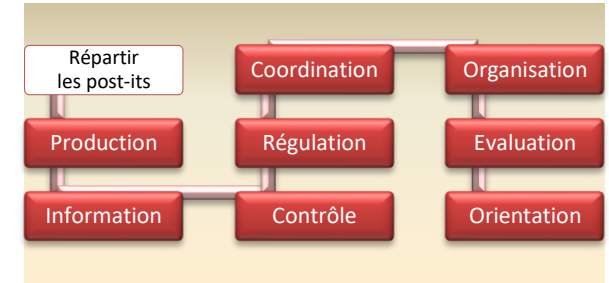 Répartir
les post-its
Production
Information
Contrôle
Régulation
Coordination
Organisation
Evaluation
Orientation